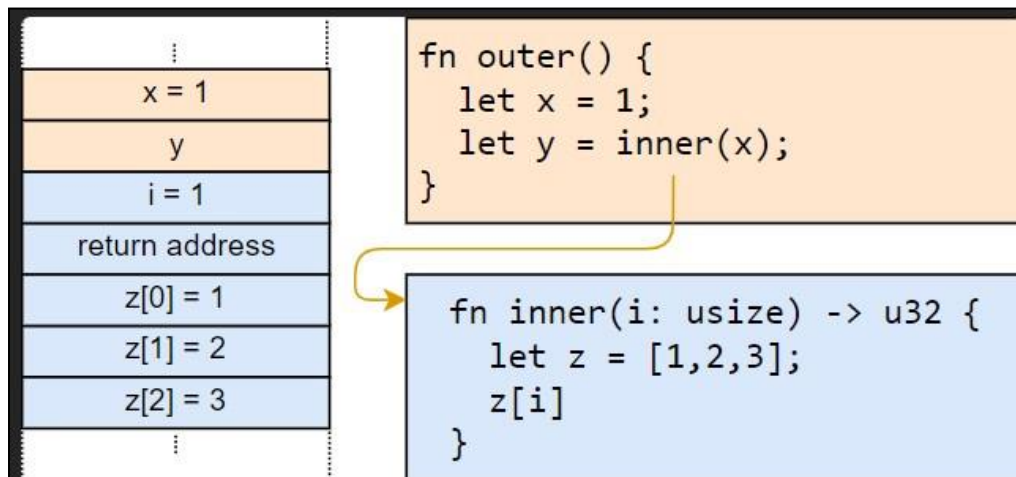 x = 1
y
i = 1
return address
z[0] = 1
z[1] = 2
z[2] = 3
fn outer() {
let x = 1;
let y = inner(x);
}
fn inner(i: usize) -> u32 {
let z = [1,2,3];
z[i]
}